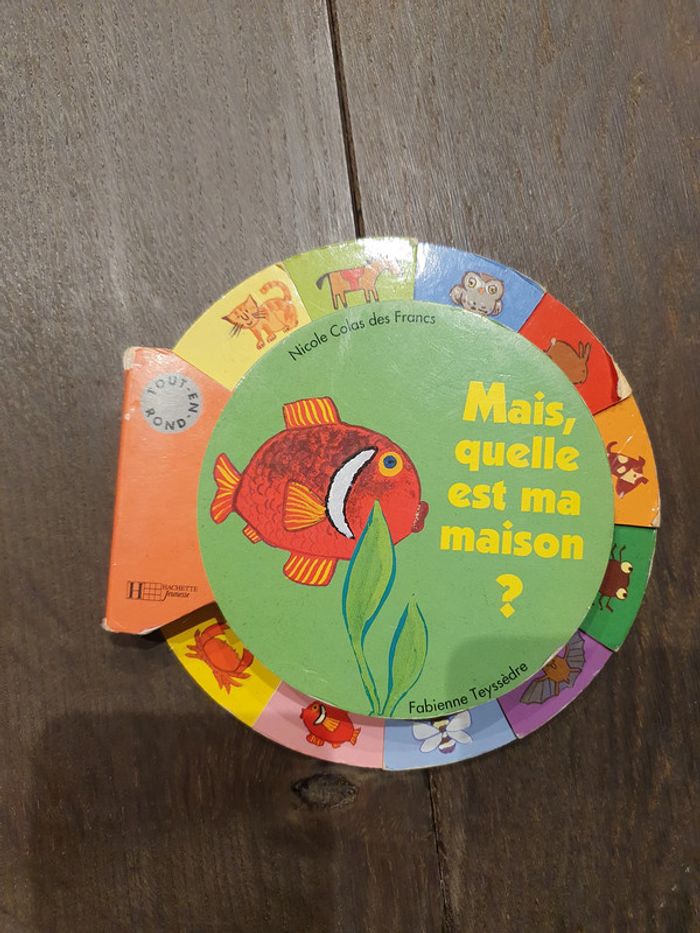 TOUT-EN-ROND-
Nicole Colas des Francs
Mais,
quelle
est ma
maison
?
Fabienne Teyssèdre
H HACHETTE
Jeunesse